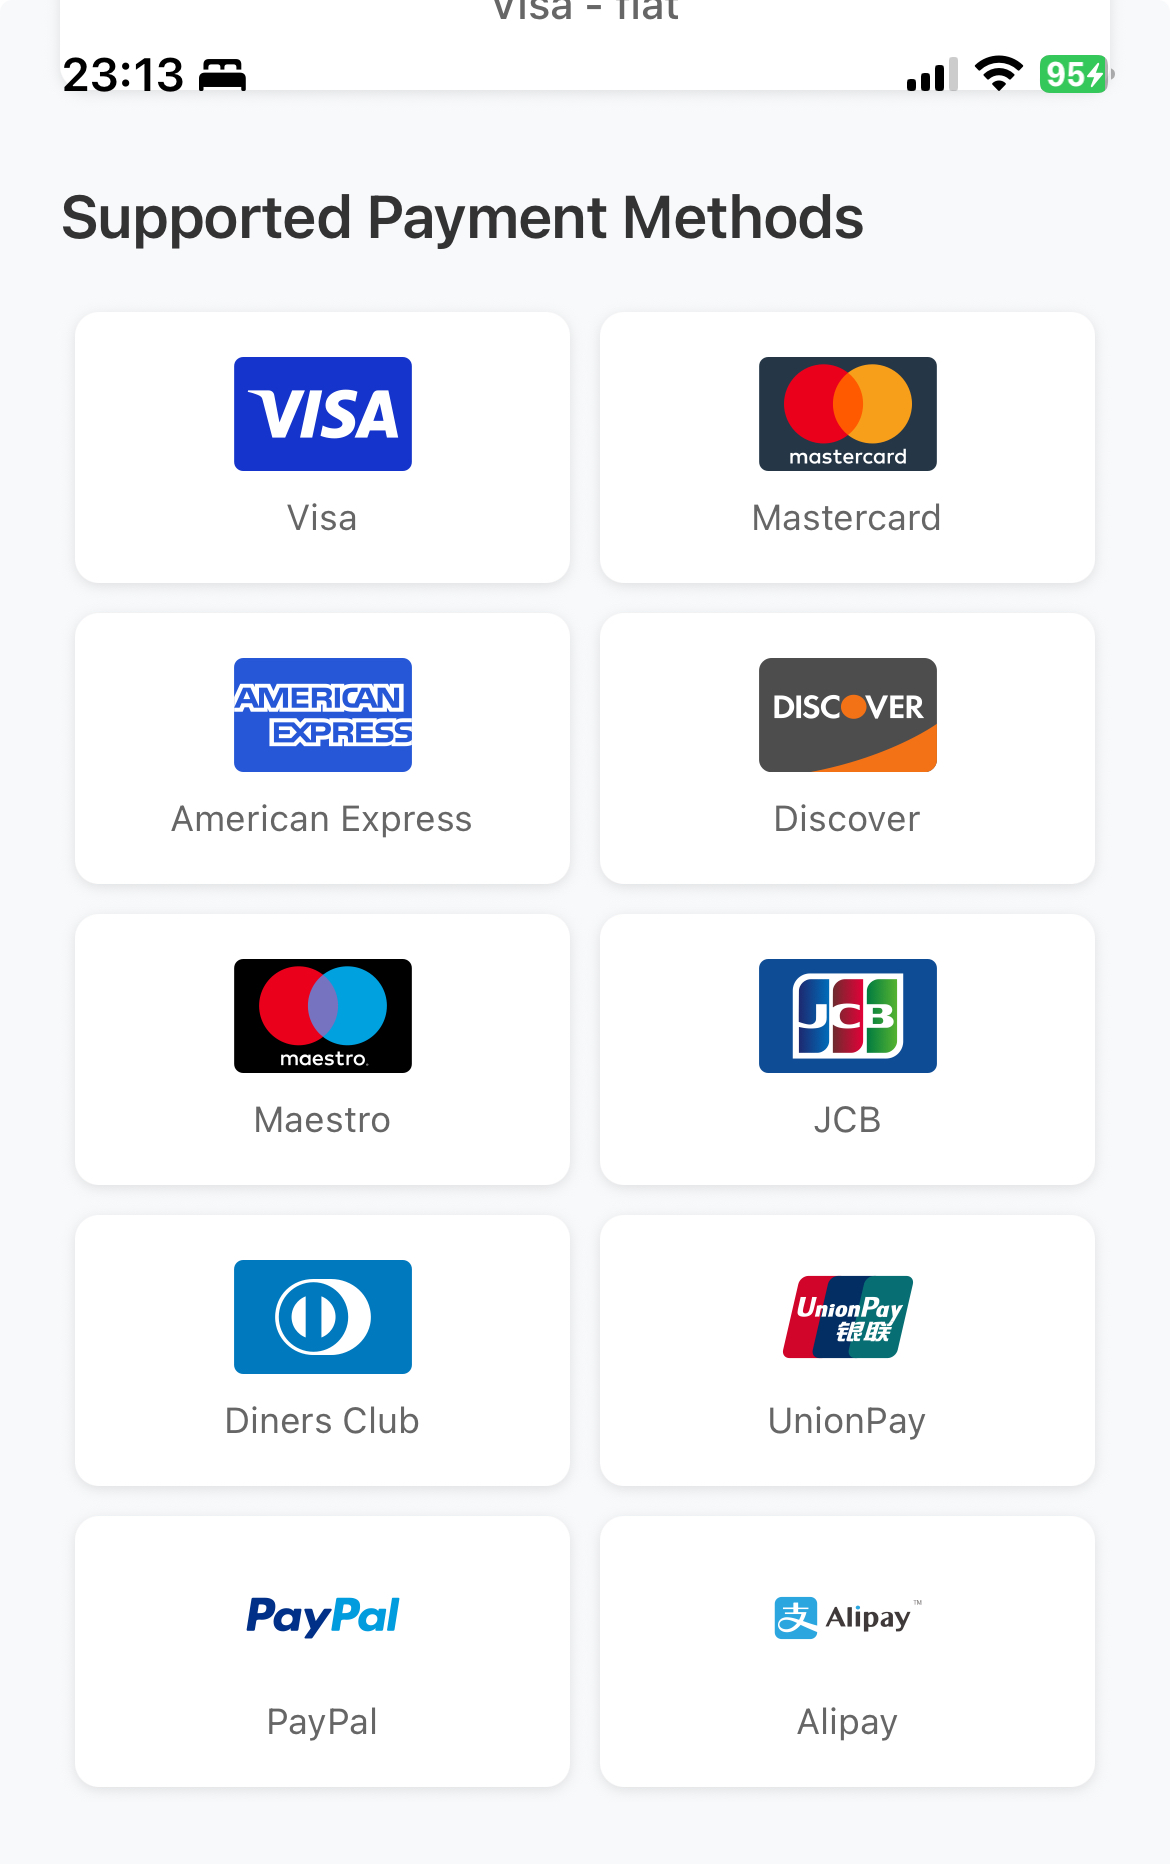 Visa - flat
23:13
95
Supported Payment Methods
VISA
mastercard
Visa
Mastercard
AMERICAN
EXPRESS
DISCOVER
American Express
Discover
maestro.
JCB
Maestro
JCB
UnionPay
银联
Diners Club
UnionPay
PayPal
支 Alipay™
PayPal
Alipay